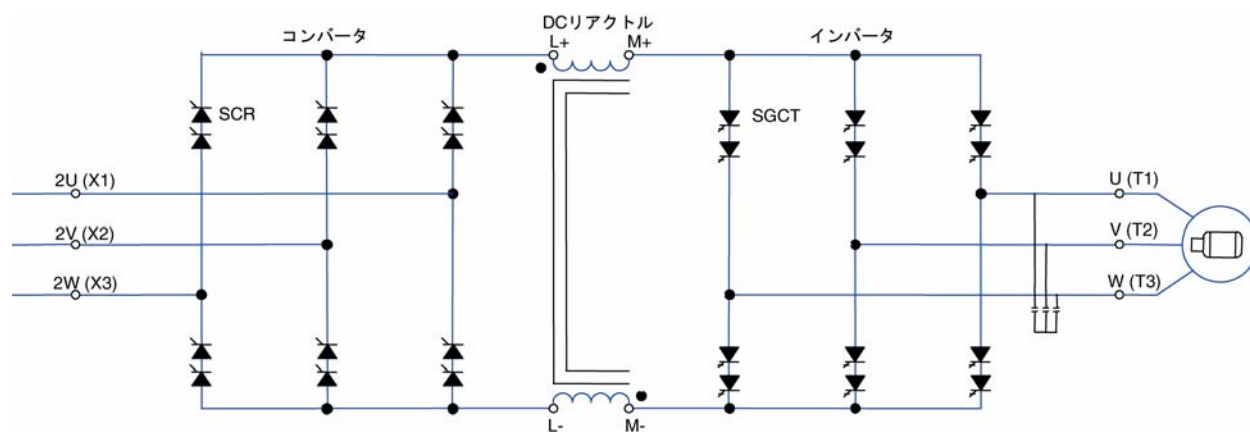 コンバータ
DCリアクトル
インバータ
L+
M+
SCR
SGCT
2U (X1)
U (T1)
2V (X2)
V (T2)
2W (X3)
W (T3)
L-
M-